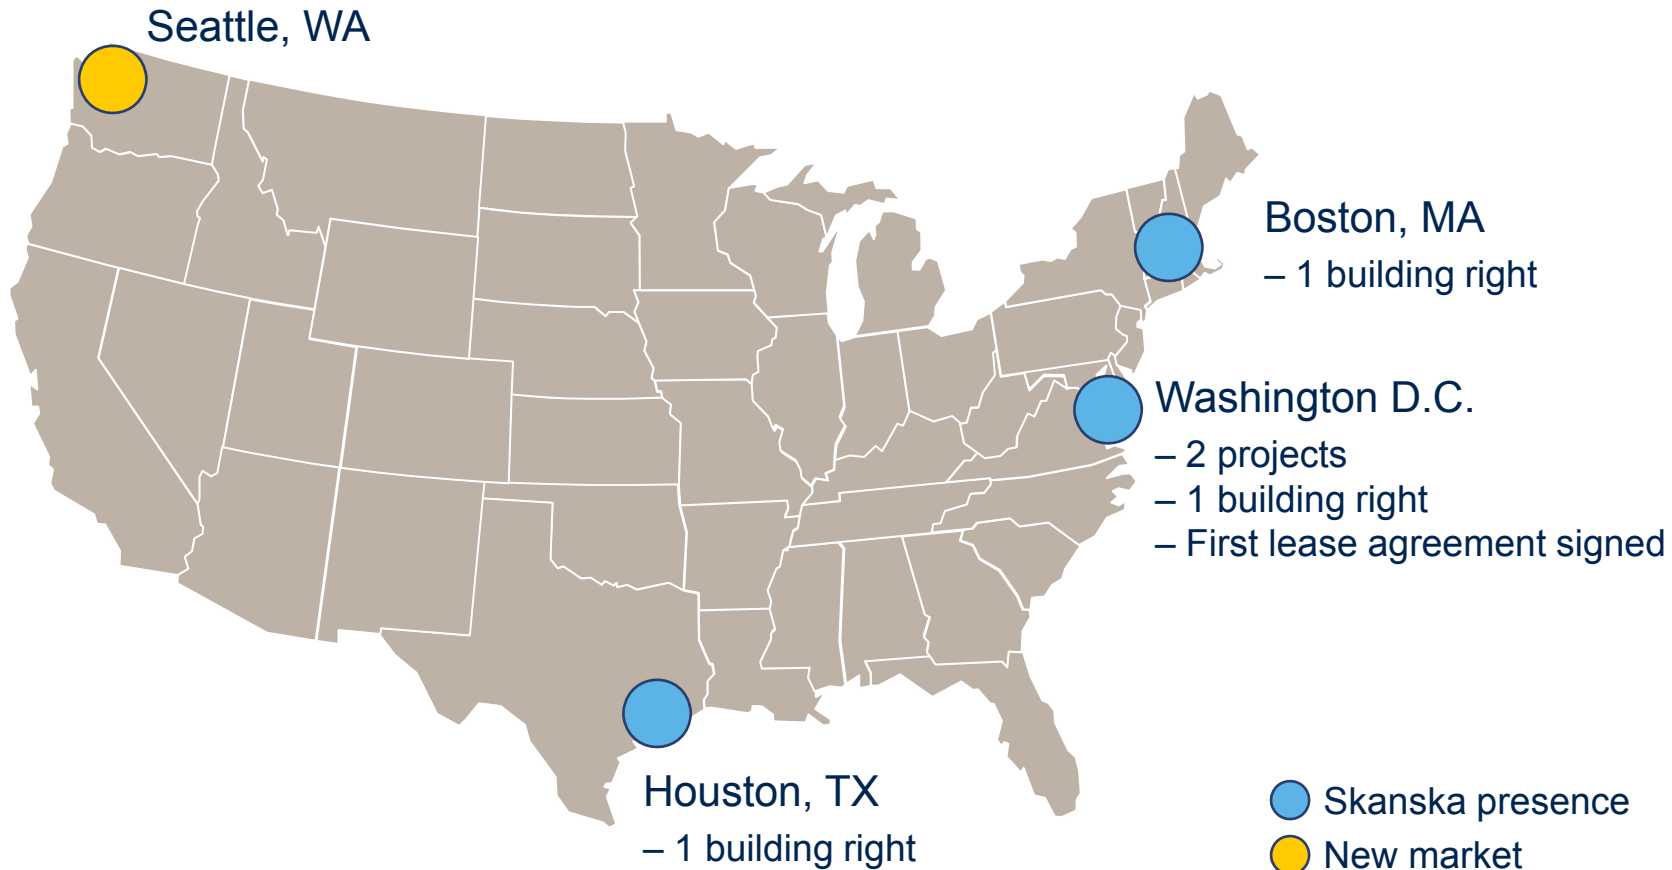 Seattle, WA
Boston, MA
– 1 building right
Washington D.C.
– 2 projects
– 1 building right
– First lease agreement signed
Houston, TX
– 1 building right
Skanska presence
New market